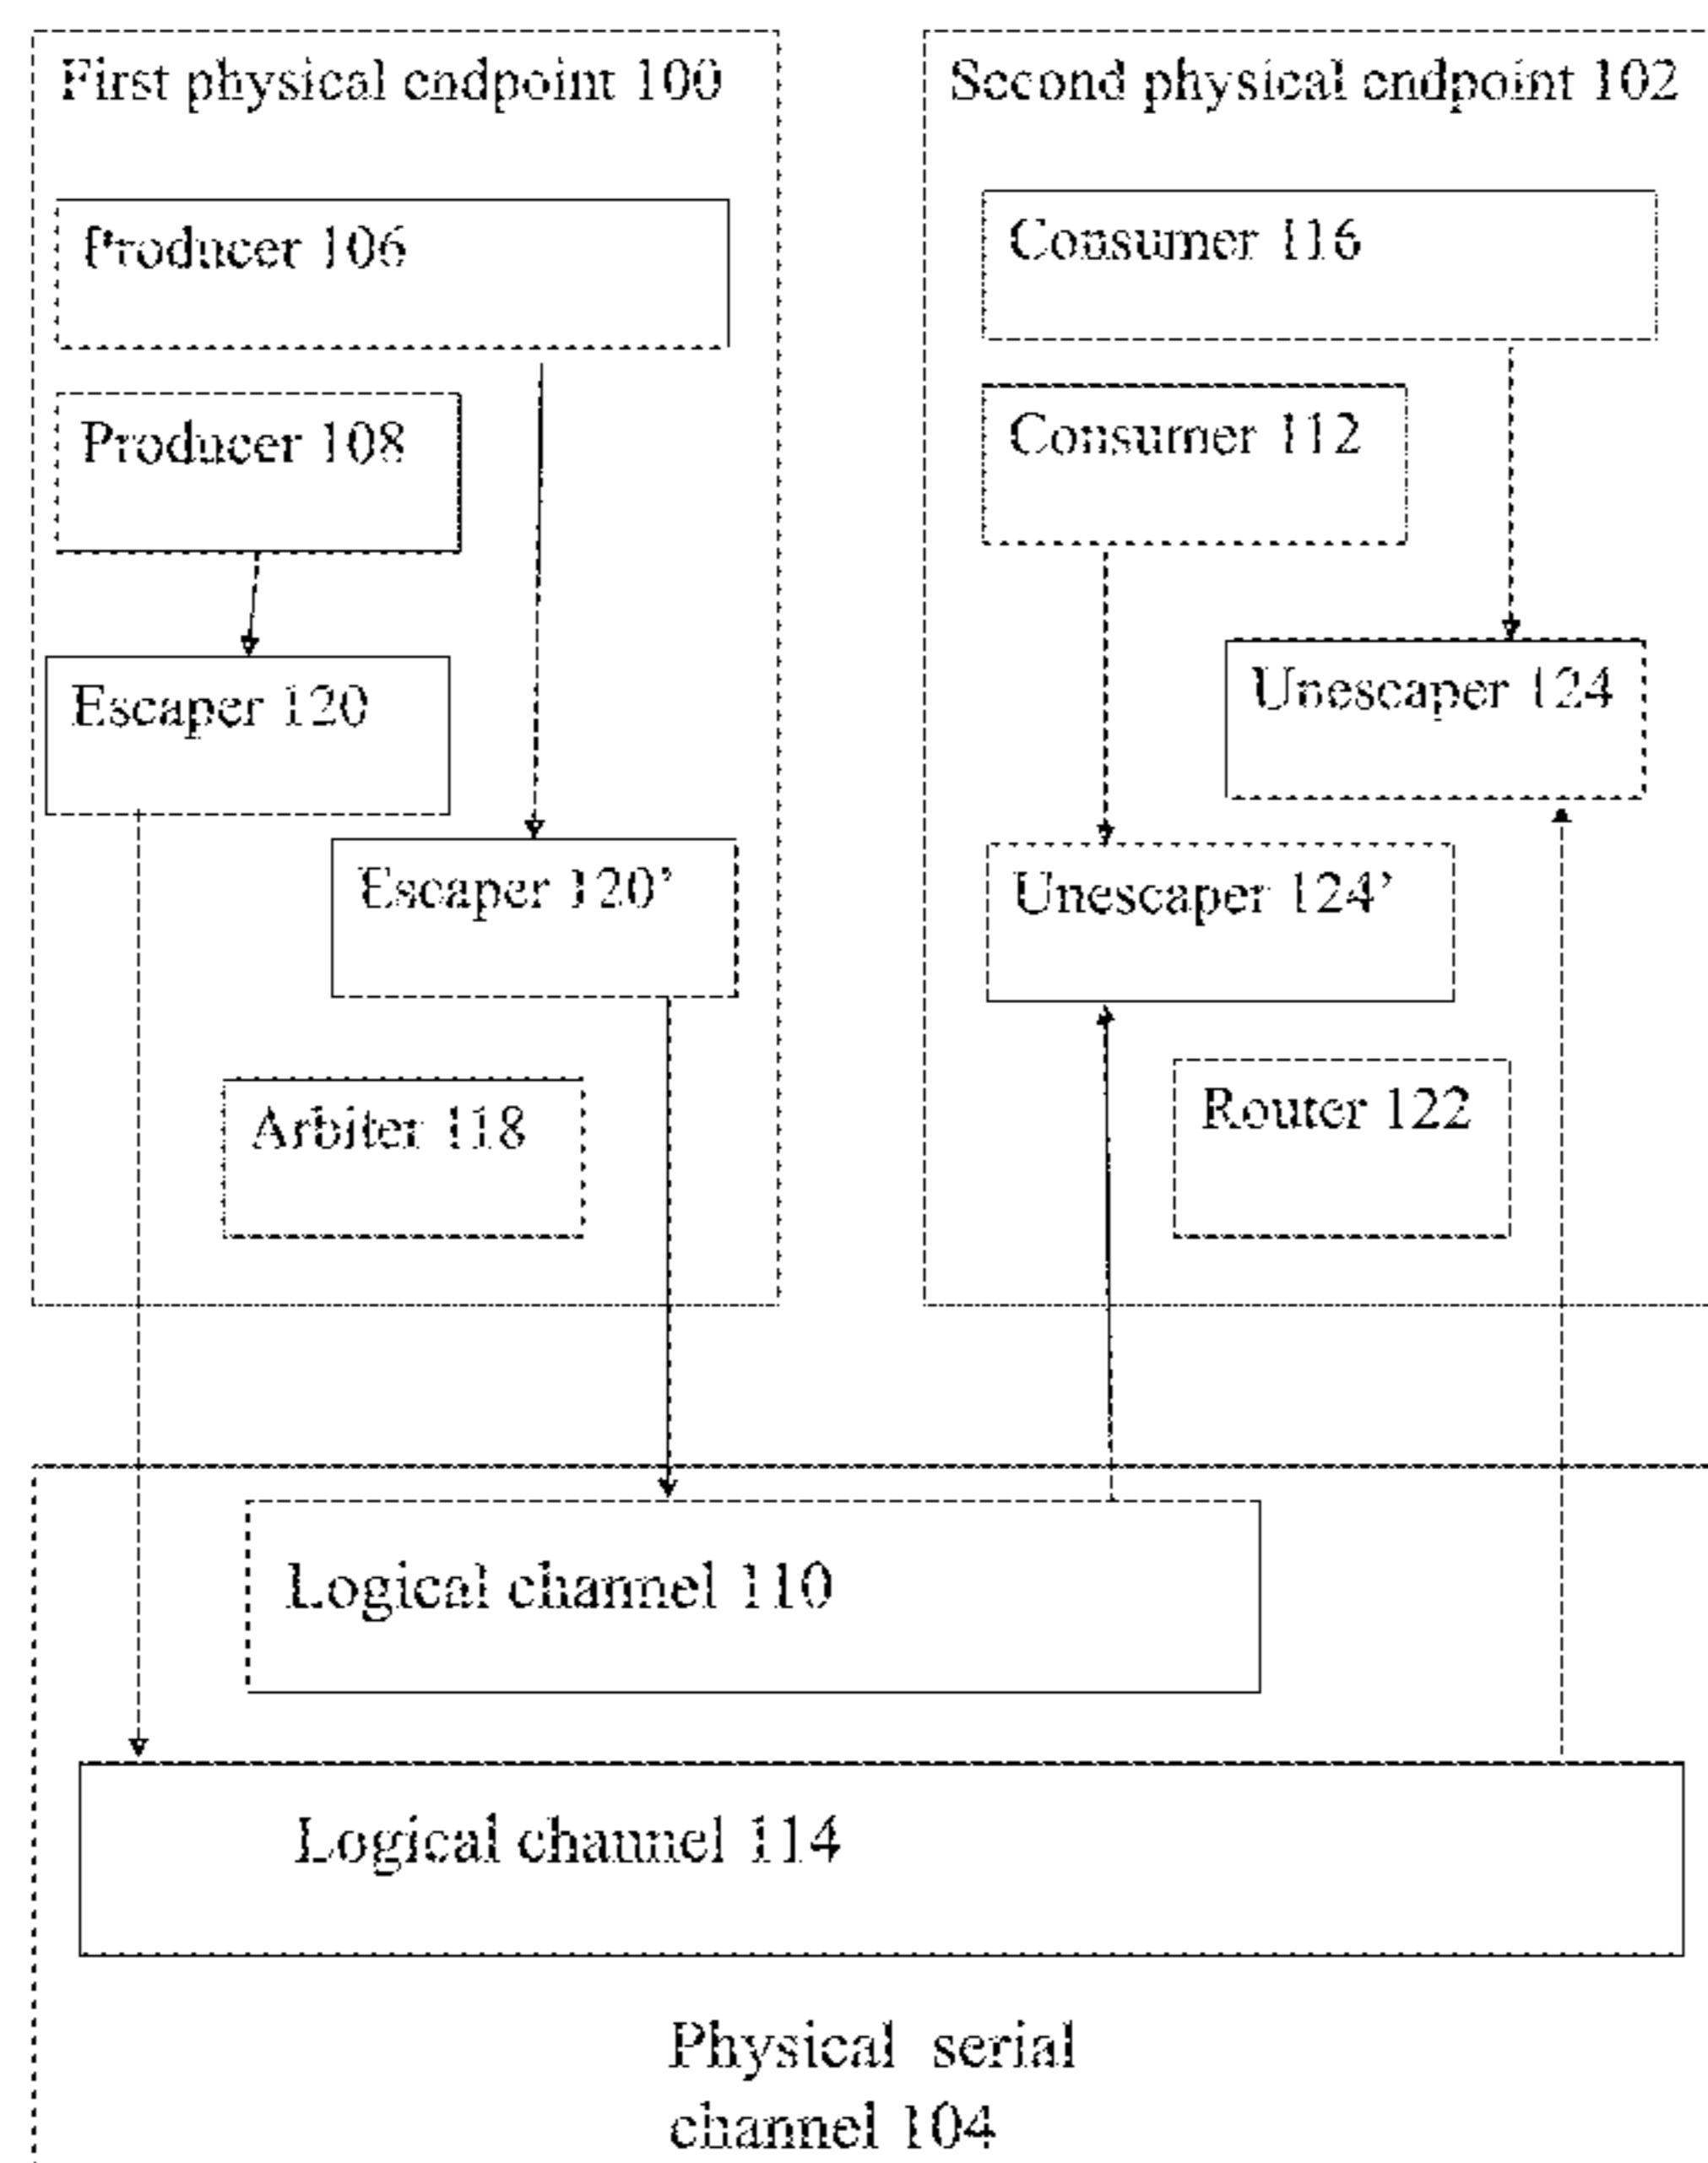 First physical endpoint 100
Producer 106
Producer 108
Escaper 120
Escaper 120’
Arbiter 118
Second physical endpoint 102
Consumer 116
Consumer 112
Unescaper 124
Unescaper 124’
Router 122
Logical channel 110
Logical channel 114
Physical serial
channel 104